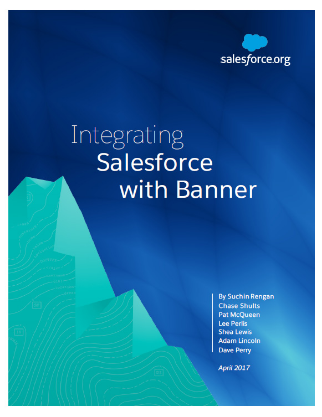 salesforce.org
Integrating
Salesforce
with Banner
By Suchin Rengan
Chase Shults
Pat McQueen
Lee Perlis
Shea Lewis
Adam Lincoln
Dave Perry
April 2017